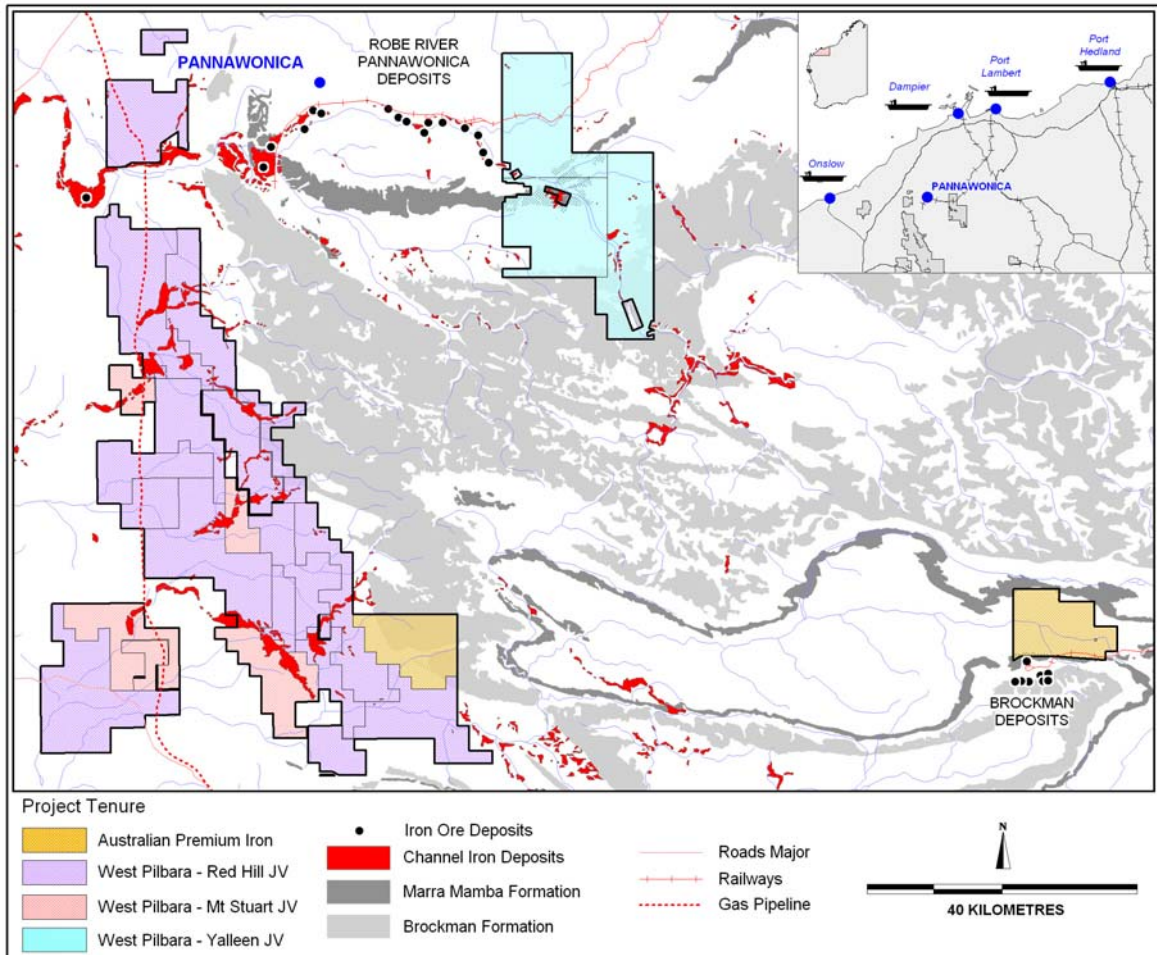 PANNAWONICA
ROBE RIVER
PANNAWONICA
DEPOSITS
Port
Hedland
Port
Lambert
Dampier
Onslow
PANNAWONICA
BROCKMAN
DEPOSITS
Project Tenure
Australian Premium Iron
West Pilbara - Red Hill JV
West Pilbara - Mt Stuart JV
West Pilbara - Yalleen JV
Iron Ore Deposits
Channel Iron Deposits
Marra Mamba Formation
Brockman Formation
Roads Major
Railways
Gas Pipeline
N
40 KILOMETRES